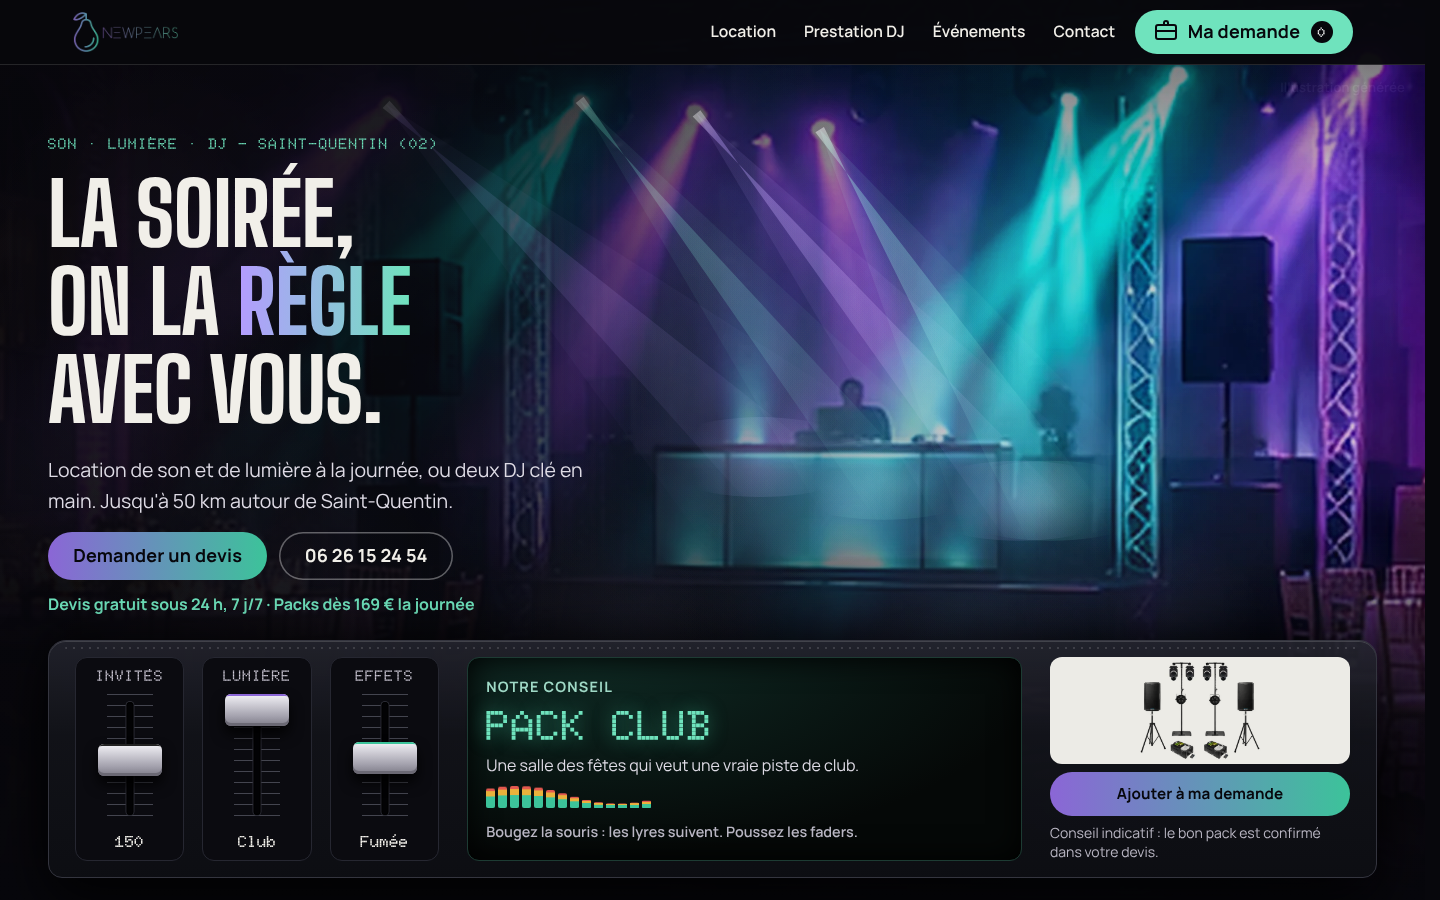 NEWPEARS
Location
Prestation DJ
Événements
Contact
Ma demande
0
SON · LUMIÈRE · DJ — SAINT-QUENTIN (02)
LA SOIRÉE,
ON LA RÈGLE
AVEC VOUS.
Location de son et de lumière à la journée, ou deux DJ clé en
main. Jusqu'à 50 km autour de Saint-Quentin.
Demander un devis
06 26 15 24 54
Devis gratuit sous 24 h, 7 j/7 · Packs dès 169 € la journée
INVITÉS
150
LUMIÈRE
Club
EFFETS
Fumée
NOTRE CONSEIL
PACK CLUB
Une salle des fêtes qui veut une vraie piste de club.
Bougez la souris : les lyres suivent. Poussez les faders.
Ajouter à ma demande
Conseil indicatif : le bon pack est confirmé
dans votre devis.